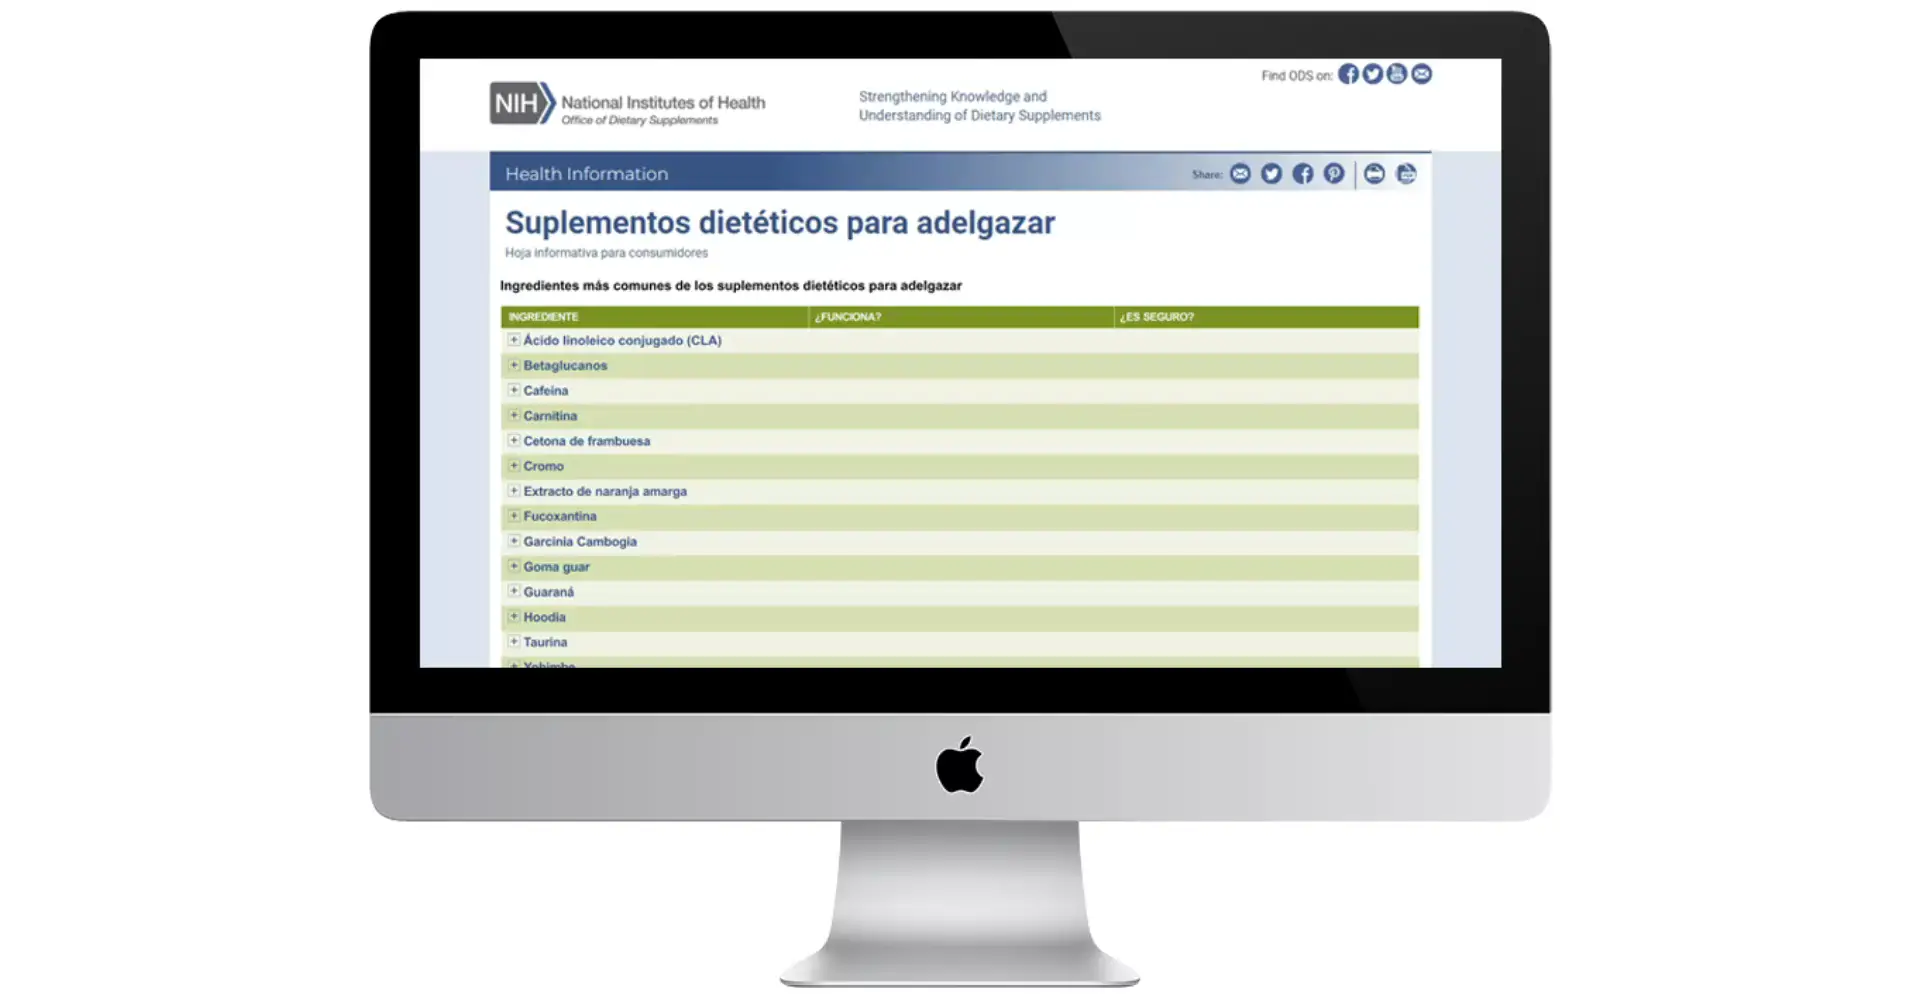 Find ODS on:
NIH National Institutes of Health
Office of Dietary Supplements
Strengthening Knowledge and
Understanding of Dietary Supplements
Health Information
Share:
Suplementos dietéticos para adelgazar
Hoja informativa para consumidores
Ingredientes más comunes de los suplementos dietéticos para adelgazar
INGREDIENTE ¿FUNCIONA? ¿ES SEGURO?
Ácido linoleico conjugado (CLA)
Betaglucanos
Cafeína
Carnitina
Cetona de frambuesa
Cromo
Extracto de naranja amarga
Fucoxantina
Garcinia Cambogia
Goma guar
Guaraná
Hoodia
Taurina
Yohimbe